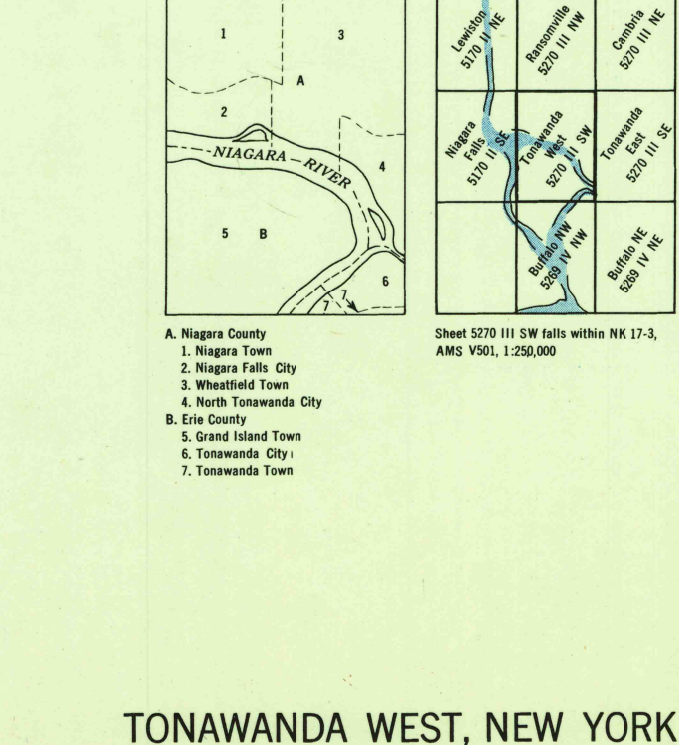 1
3
A
2
NIAGARA RIVER
4
5 B
6
7
7
Lewiston
5170 II NE
Ransomville
5270 III NW
Cambria
5270 III NE
Niagara
Falls
5170 II SE
Tonawanda
West
5270 III SW
Tonawanda
East
5270 III SE
Buffalo NW
5269 IV NW
Buffalo NE
5269 IV NE
A. Niagara County
1. Niagara Town
2. Niagara Falls City
3. Wheatfield Town
4. North Tonawanda City
B. Erie County
5. Grand Island Town
6. Tonawanda City
7. Tonawanda Town
Sheet 5270 III SW falls within NK 17-3,
AMS V501, 1:250,000
TONAWANDA WEST, NEW YORK